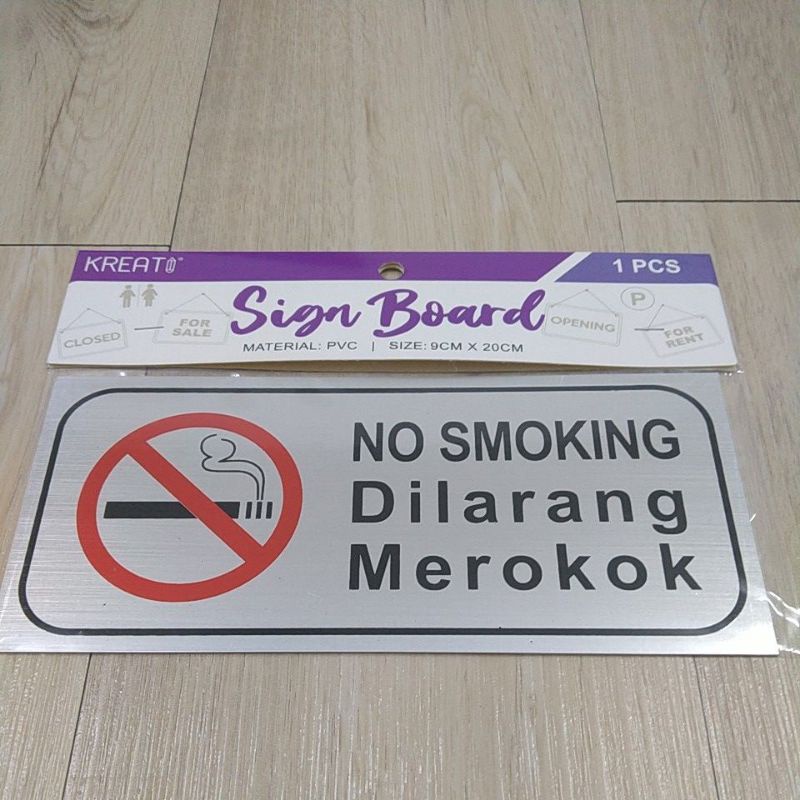 KREATO®
1 PCS
Sign Board
CLOSED
FOR
SALE
OPENING
P
FOR
RENT
MATERIAL: PVC | SIZE: 9CM X 20CM
NO SMOKING
Dilarang
Merokok